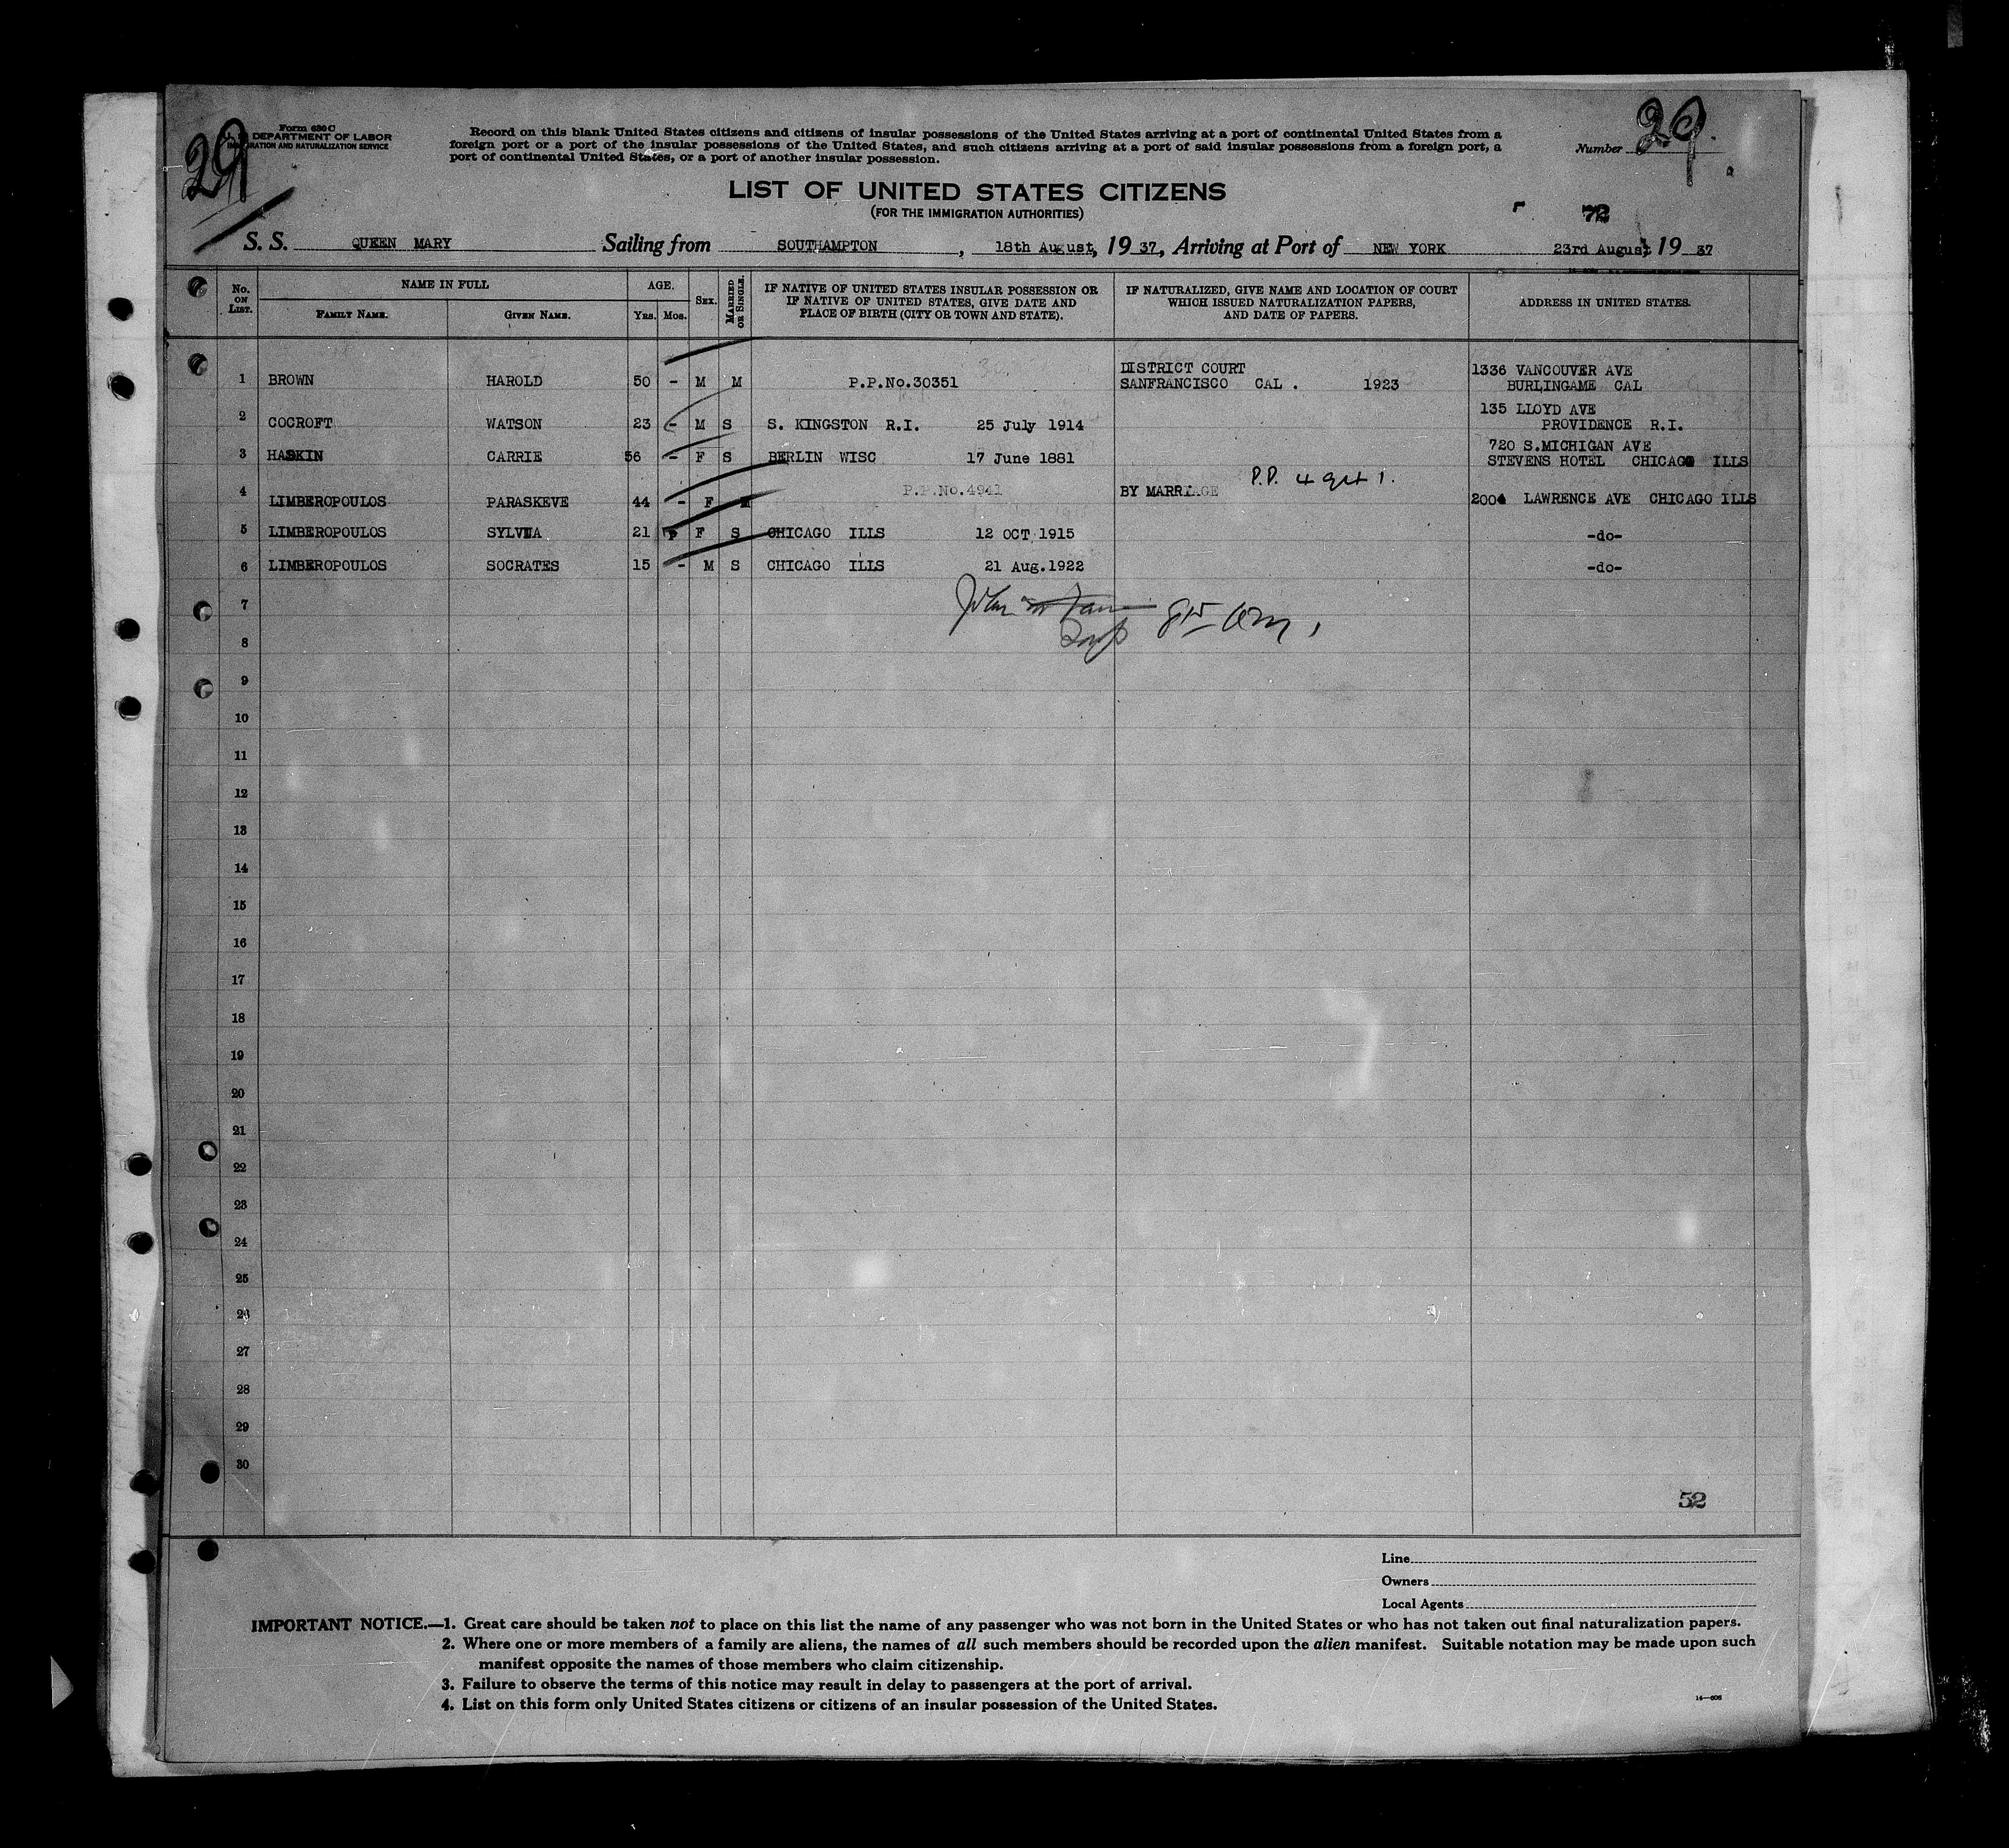 Form 630 C
DEPARTMENT OF LABOR
IMMIGRATION AND NATURALIZATION SERVICE
29
Record on this blank United States citizens and citizens of insular possessions of the United States arriving at a port of continental United States from a
foreign port or a port of the insular possessions of the United States, and such citizens arriving at a port of said insular possessions from a foreign port, a
port of continental United States, or a port of another insular possession.
Number 29.
LIST OF UNITED STATES CITIZENS
(FOR THE IMMIGRATION AUTHORITIES)
72
S. S. QUEEN MARY Sailing from SOUTHAMPTON, 18th August, 19 37, Arriving at Port of NEW YORK 23rd August, 19 37
No. ON LIST. NAME IN FULL FAMILY NAME. GIVEN NAME. AGE. Yrs. Mos. SEX. MARRIED OR SINGLE. IF NATIVE OF UNITED STATES INSULAR POSSESSION OR IF NATIVE OF UNITED STATES, GIVE DATE AND PLACE OF BIRTH (CITY OR TOWN AND STATE). IF NATURALIZED, GIVE NAME AND LOCATION OF COURT WHICH ISSUED NATURALIZATION PAPERS, AND DATE OF PAPERS. ADDRESS IN UNITED STATES.
1 BROWN HAROLD 50 - M M P.P.No.30351 DISTRICT COURT SANFRANCISCO CAL . 1923 1336 VANCOUVER AVE BURLINGAME CAL
2 COCROFT WATSON 23 - M S S. KINGSTON R.I. 25 July 1914 135 LLOYD AVE PROVIDENCE R.I.
3 HASKIN CARRIE 56 - F S BERLIN WISC 17 June 1881 720 S.MICHIGAN AVE STEVENS HOTEL CHICAGO ILLS
4 LIMBEROPOULOS PARASKEVE 44 - F M P.P.No.4941 BY MARRIAGE P.P. 4941. 2004 LAWRENCE AVE CHICAGO ILLS
5 LIMBEROPOULOS SYLVIA 21 F S CHICAGO ILLS 12 OCT 1915 -do-
6 LIMBEROPOULOS SOCRATES 15 - M S CHICAGO ILLS 21 Aug.1922 -do-
7
8
9
10
11
12
13
14
15
16
17
18
19
20
21
22
23
24
25
26
27
28
29
30
52
Line
Owners
Local Agents
IMPORTANT NOTICE.—1. Great care should be taken not to place on this list the name of any passenger who was not born in the United States or who has not taken out final naturalization papers.
2. Where one or more members of a family are aliens, the names of all such members should be recorded upon the alien manifest. Suitable notation may be made upon such
manifest opposite the names of those members who claim citizenship.
3. Failure to observe the terms of this notice may result in delay to passengers at the port of arrival.
4. List on this form only United States citizens or citizens of an insular possession of the United States.
14—606